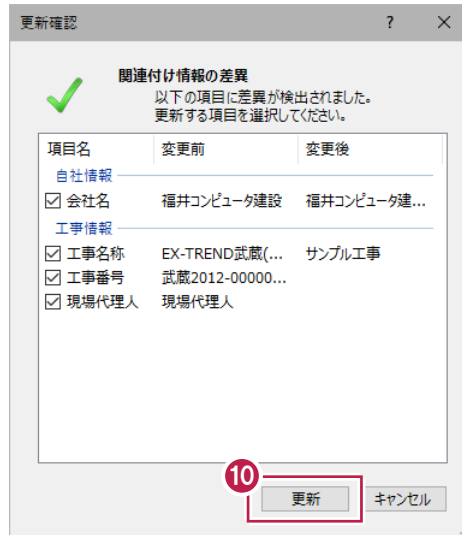 更新確認 ?
関連付け情報の差異
以下の項目に差異が検出されました。
更新する項目を選択してください。
項目名 変更前 変更後
自社情報
会社名 福井コンピュータ建設 福井コンピュータ建...
工事情報
工事名称 EX-TREND武蔵(... サンプル工事
工事番号 武蔵2012-00000...
現場代理人 現場代理人
10
更新 キャンセル